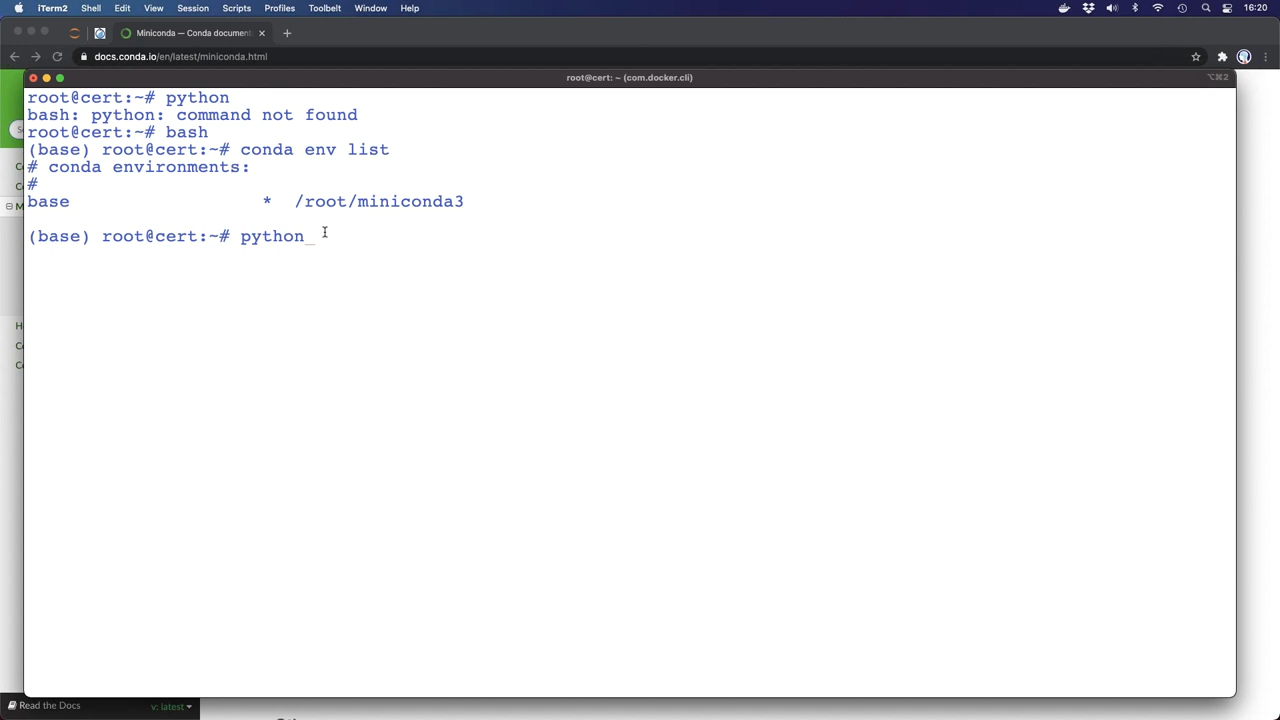 iTerm2 Shell Edit View Session Scripts Profiles Toolbelt Window Help 16:20
Miniconda — Conda document
docs.conda.io/en/latest/miniconda.html
root@cert: ~ (com.docker.cli) ⌥⌘2
root@cert:~# python
bash: python: command not found
root@cert:~# bash
(base) root@cert:~# conda env list
# conda environments:
#
base * /root/miniconda3
(base) root@cert:~# python_
Read the Docs v: latest